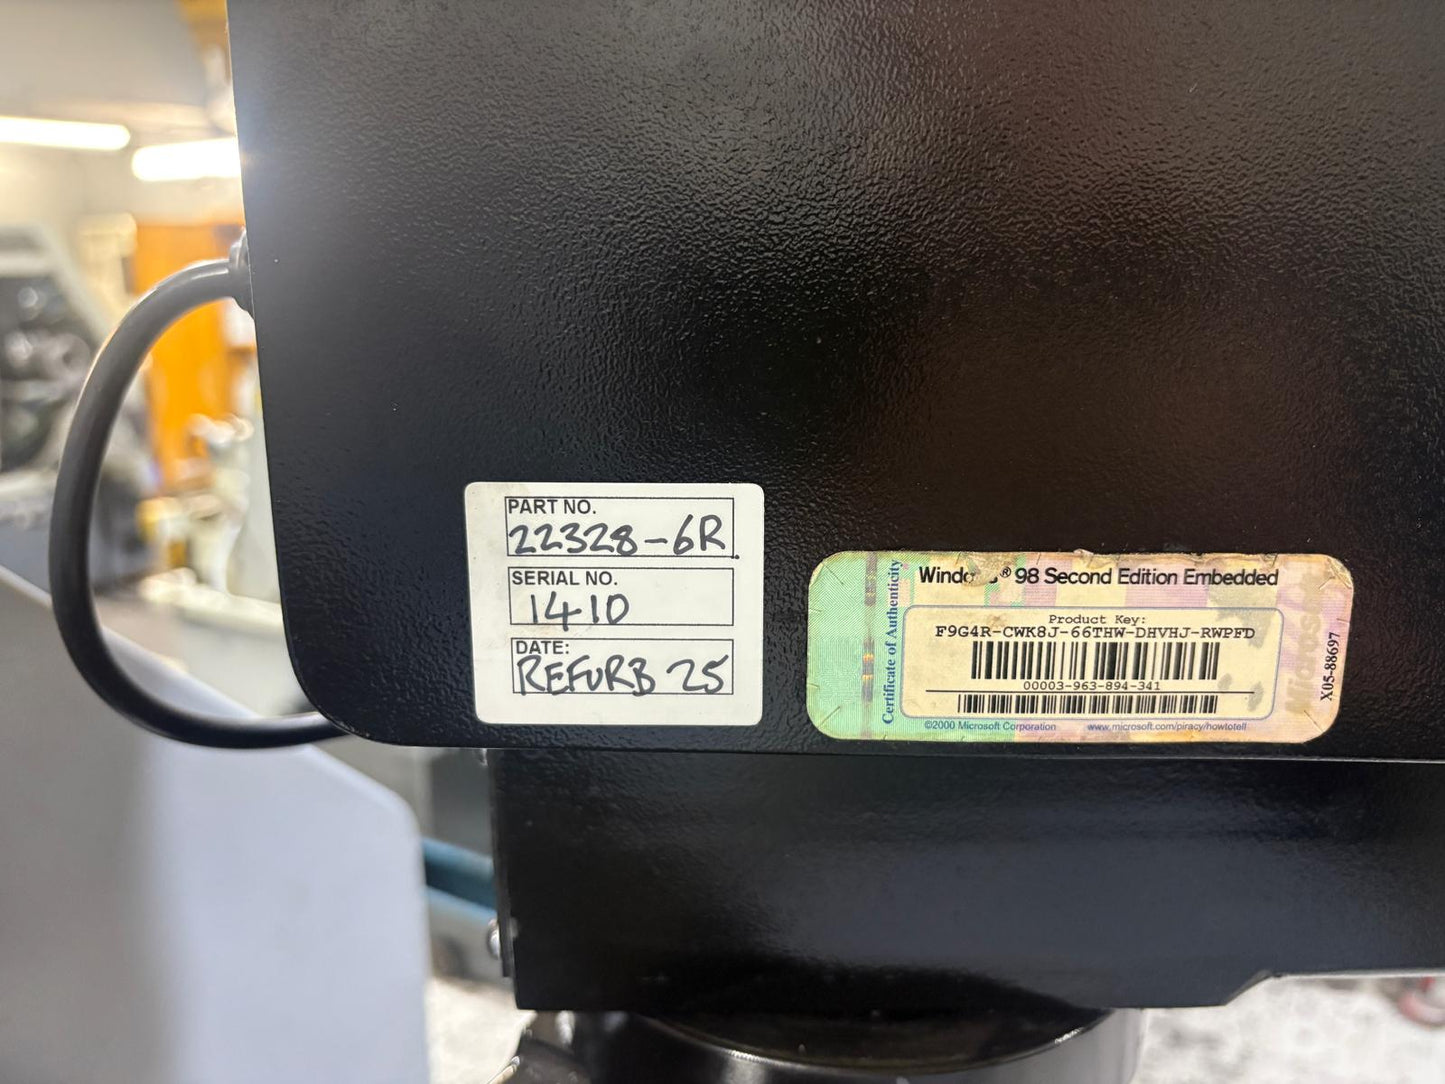 PART NO.
22328-6R.
SERIAL NO.
1410
DATE:
REFURB 25
Certificate of Authenticity
® 98 Second Edition Embedded
Product Key:
F9G4R-CWK8J-66THW-DHVHJ-RWPFD
00003-963-894-341
©2000 Microsoft Corporation www.microsoft.com/piracy/howtotell
Microsoft
X05-88697